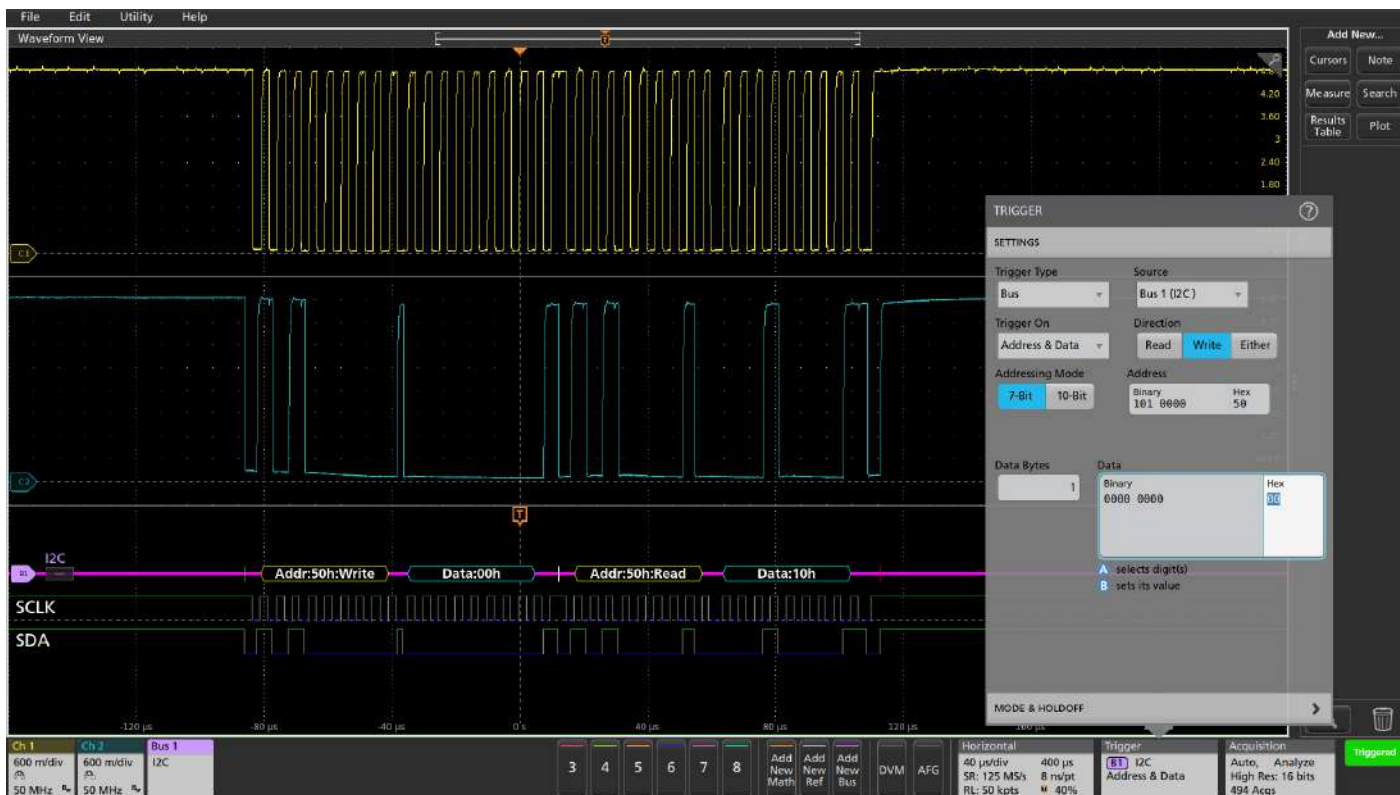 File Edit Utility Help
Waveform View
Add New...
Cursors Note
Measure Search
Results Table Plot
4.20
3.60
3
2.40
1.80
C1
C2
TRIGGER
SETTINGS
Trigger Type Source
Bus Bus 1 (I2C)
Trigger On Direction
Address & Data Read Write Either
Addressing Mode Address
7-Bit 10-Bit Binary Hex
101 0000 50
Data Bytes Data
1 Binary Hex
0000 0000 00
A selects digit(s)
B sets its value
MODE & HOLDOFF
T
I2C
B1 Addr:50h:Write Data:00h Addr:50h:Read Data:10h
SCLK
SDA
-120 µs -80 µs -40 µs 0 s 40 µs 80 µs 120 µs 160 µs
Ch 1
600 m/div
50 MHz
Ch 2
600 m/div
50 MHz
Bus 1
I2C
3 4 5 6 7 8
Add New Math
Add New Ref
Add New Bus
DVM AFG
Horizontal
40 µs/div 400 µs
SR: 125 MS/s 8 ns/pt
RL: 50 kpts 40%
Trigger
B1 I2C
Address & Data
Acquisition
Auto, Analyze
High Res: 16 bits
494 Acqs
Triggered